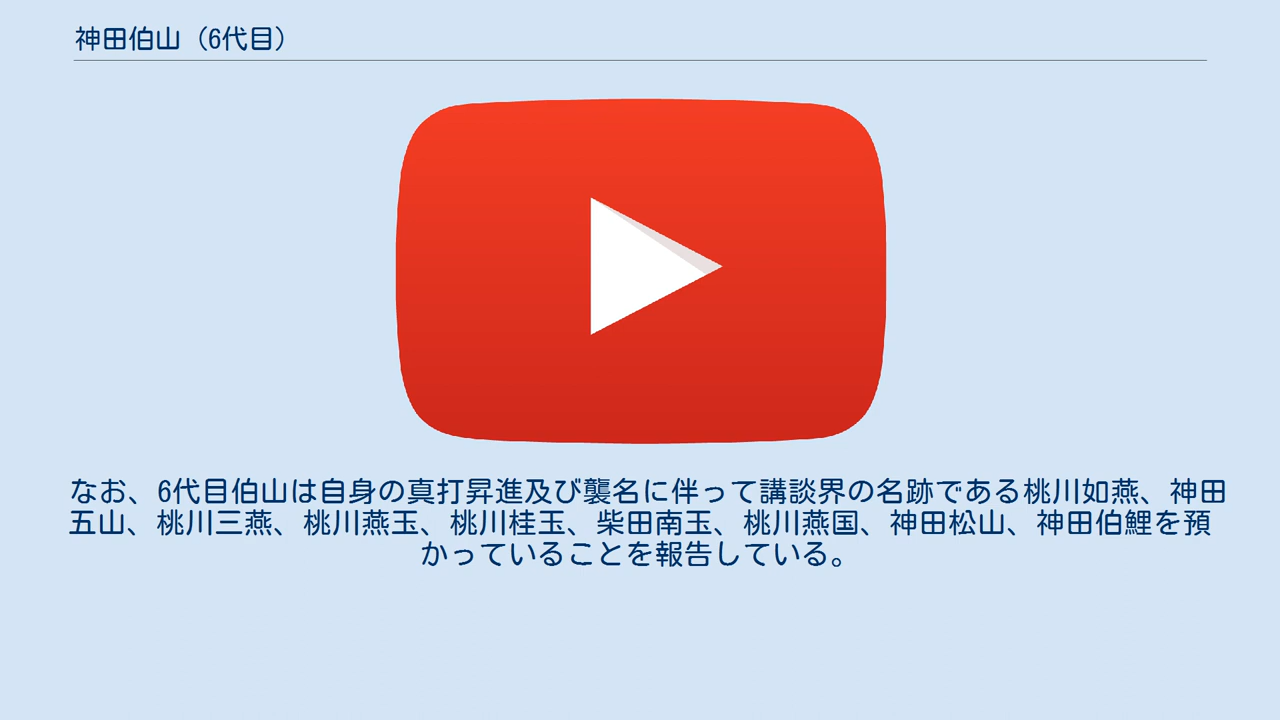 神田伯山（6代目）
なお、6代目伯山は自身の真打昇進及び襲名に伴って講談界の名跡である桃川如燕、神田
五山、桃川三燕、桃川燕玉、桃川桂玉、柴田南玉、桃川燕国、神田松山、神田伯鯉を預
かっていることを報告している。